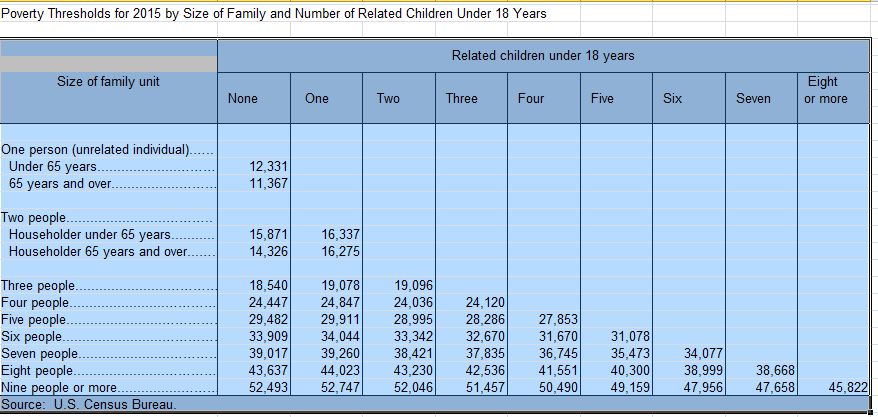 Poverty Thresholds for 2015 by Size of Family and Number of Related Children Under 18 Years
Related children under 18 years
Size of family unit
Eight
None One Two Three Four Five Six Seven or more
One person (unrelated individual)......
Under 65 years.............................. 12,331
65 years and over........................... 11,367
Two people.....................................
Householder under 65 years........... 15,871 16,337
Householder 65 years and over....... 14,326 16,275
Three people................................... 18,540 19,078 19,096
Four people..................................... 24,447 24,847 24,036 24,120
Five people..................................... 29,482 29,911 28,995 28,286 27,853
Six people....................................... 33,909 34,044 33,342 32,670 31,670 31,078
Seven people................................... 39,017 39,260 38,421 37,835 36,745 35,473 34,077
Eight people.................................... 43,637 44,023 43,230 42,536 41,551 40,300 38,999 38,668
Nine people or more......................... 52,493 52,747 52,046 51,457 50,490 49,159 47,956 47,658 45,822
Source: U.S. Census Bureau.